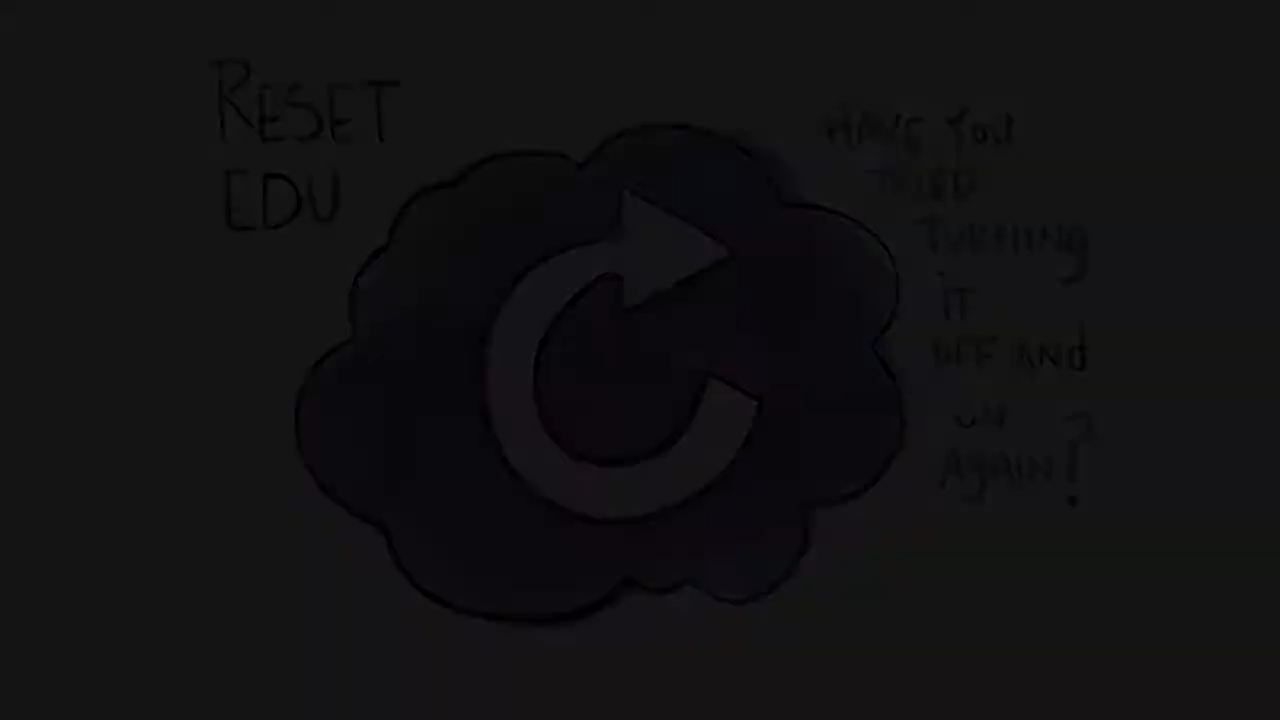 RESET
EDU
HAVE YOU
TRIED
TURNING
IT
OFF AND
ON
AGAIN?